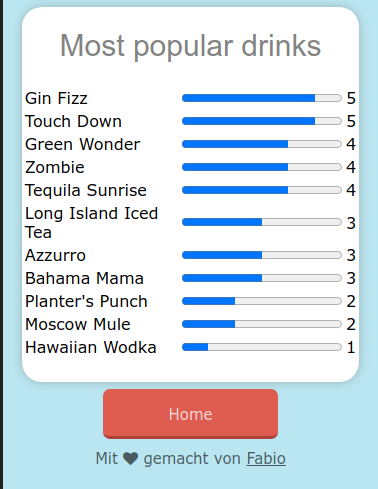 Most popular drinks
Gin Fizz 5
Touch Down 5
Green Wonder 4
Zombie 4
Tequila Sunrise 4
Long Island Iced
Tea 3
Azzurro 3
Bahama Mama 3
Planter's Punch 2
Moscow Mule 2
Hawaiian Wodka 1
Home
Mit ❤ gemacht von Fabio